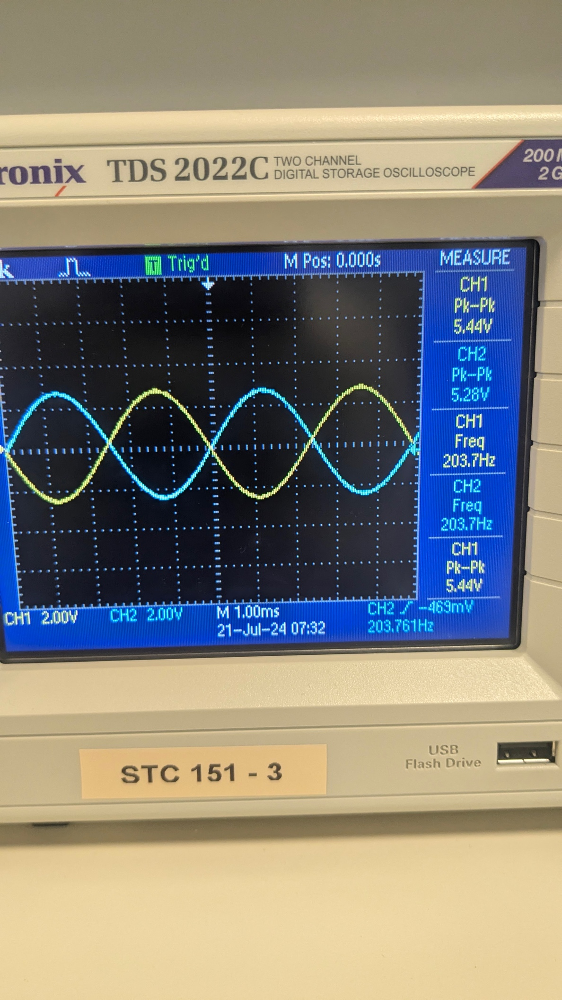 ronix TDS 2022C TWO CHANNEL
DIGITAL STORAGE OSCILLOSCOPE
200 M
2 G
k
T Trig'd
M Pos: 0.000s
MEASURE
CH1
Pk-Pk
5.44V
CH2
Pk-Pk
5.28V
CH1
Freq
203.7Hz
CH2
Freq
203.7Hz
CH1
Pk-Pk
5.44V
CH1 2.00V
CH2 2.00V
M 1.00ms
CH2 -469mV
21-Jul-24 07:32
203.761Hz
USB
Flash Drive
STC 151 - 3